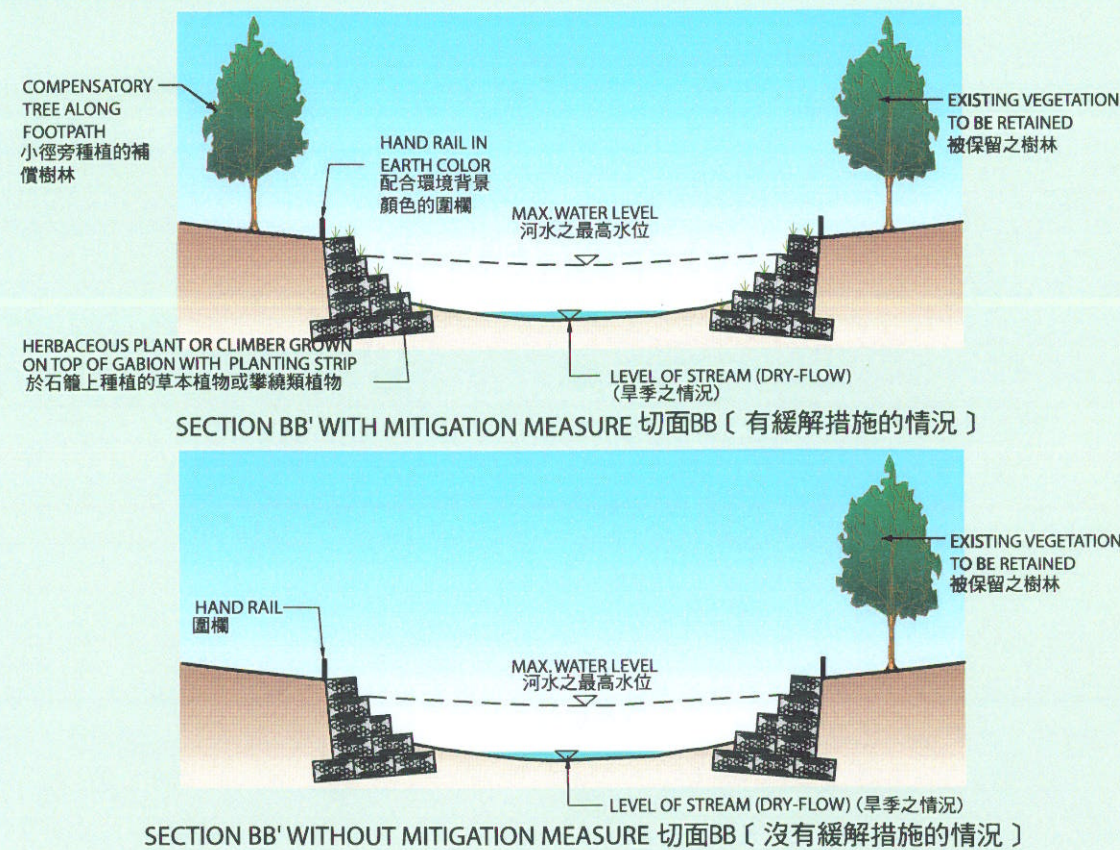 COMPENSATORY
TREE ALONG
FOOTPATH
小徑旁種植的補
償樹林
HAND RAIL IN
EARTH COLOR
配合環境背景
顏色的圍欄
MAX. WATER LEVEL
河水之最高水位
EXISTING VEGETATION
TO BE RETAINED
被保留之樹林
HERBACEOUS PLANT OR CLIMBER GROWN
ON TOP OF GABION WITH PLANTING STRIP
於石籠上種植的草本植物或攀繞類植物
LEVEL OF STREAM (DRY-FLOW)
(旱季之情況)
SECTION BB' WITH MITIGATION MEASURE 切面BB〔 有緩解措施的情況 〕
HAND RAIL
圍欄
MAX. WATER LEVEL
河水之最高水位
EXISTING VEGETATION
TO BE RETAINED
被保留之樹林
LEVEL OF STREAM (DRY-FLOW) (旱季之情況)
SECTION BB' WITHOUT MITIGATION MEASURE 切面BB〔 沒有緩解措施的情況 〕